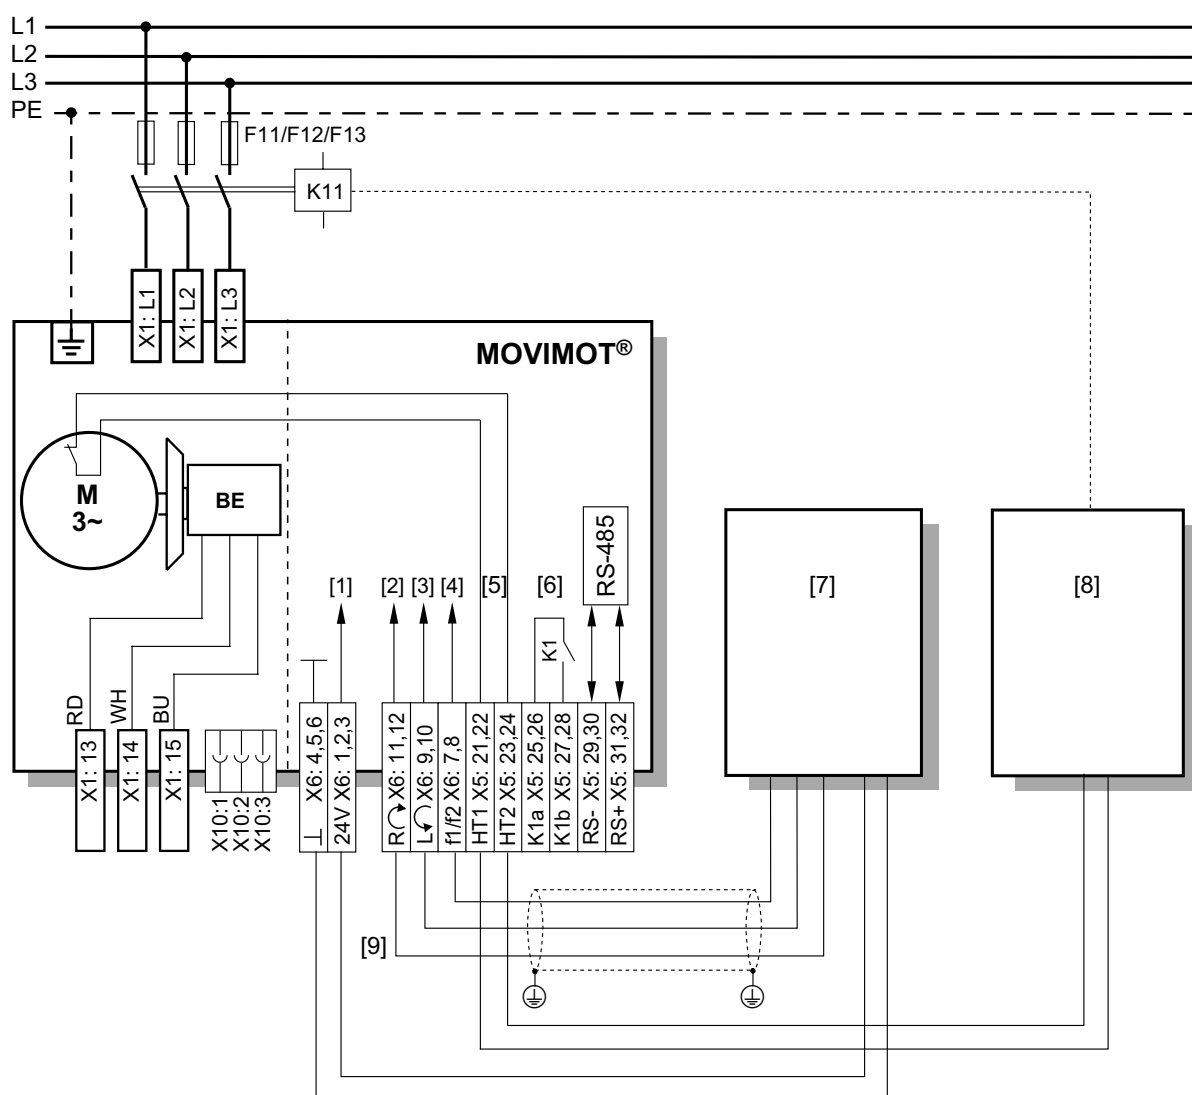 L1
L2
L3
PE
F11/F12/F13
K11
X1: L1
X1: L2
X1: L3
MOVIMOT®
M
3~
BE
RS-485
[1]
[2]
[3]
[4]
[5]
[6]
[7]
[8]
K1
RD
WH
BU
X1: 13
X1: 14
X1: 15
X10:1
X10:2
X10:3
⊥ X6: 4,5,6
24V X6: 1,2,3
R X6: 11,12
L X6: 9,10
f1/f2 X6: 7,8
HT1 X5: 21,22
HT2 X5: 23,24
K1a X5: 25,26
K1b X5: 27,28
RS- X5: 29,30
RS+ X5: 31,32
[9]